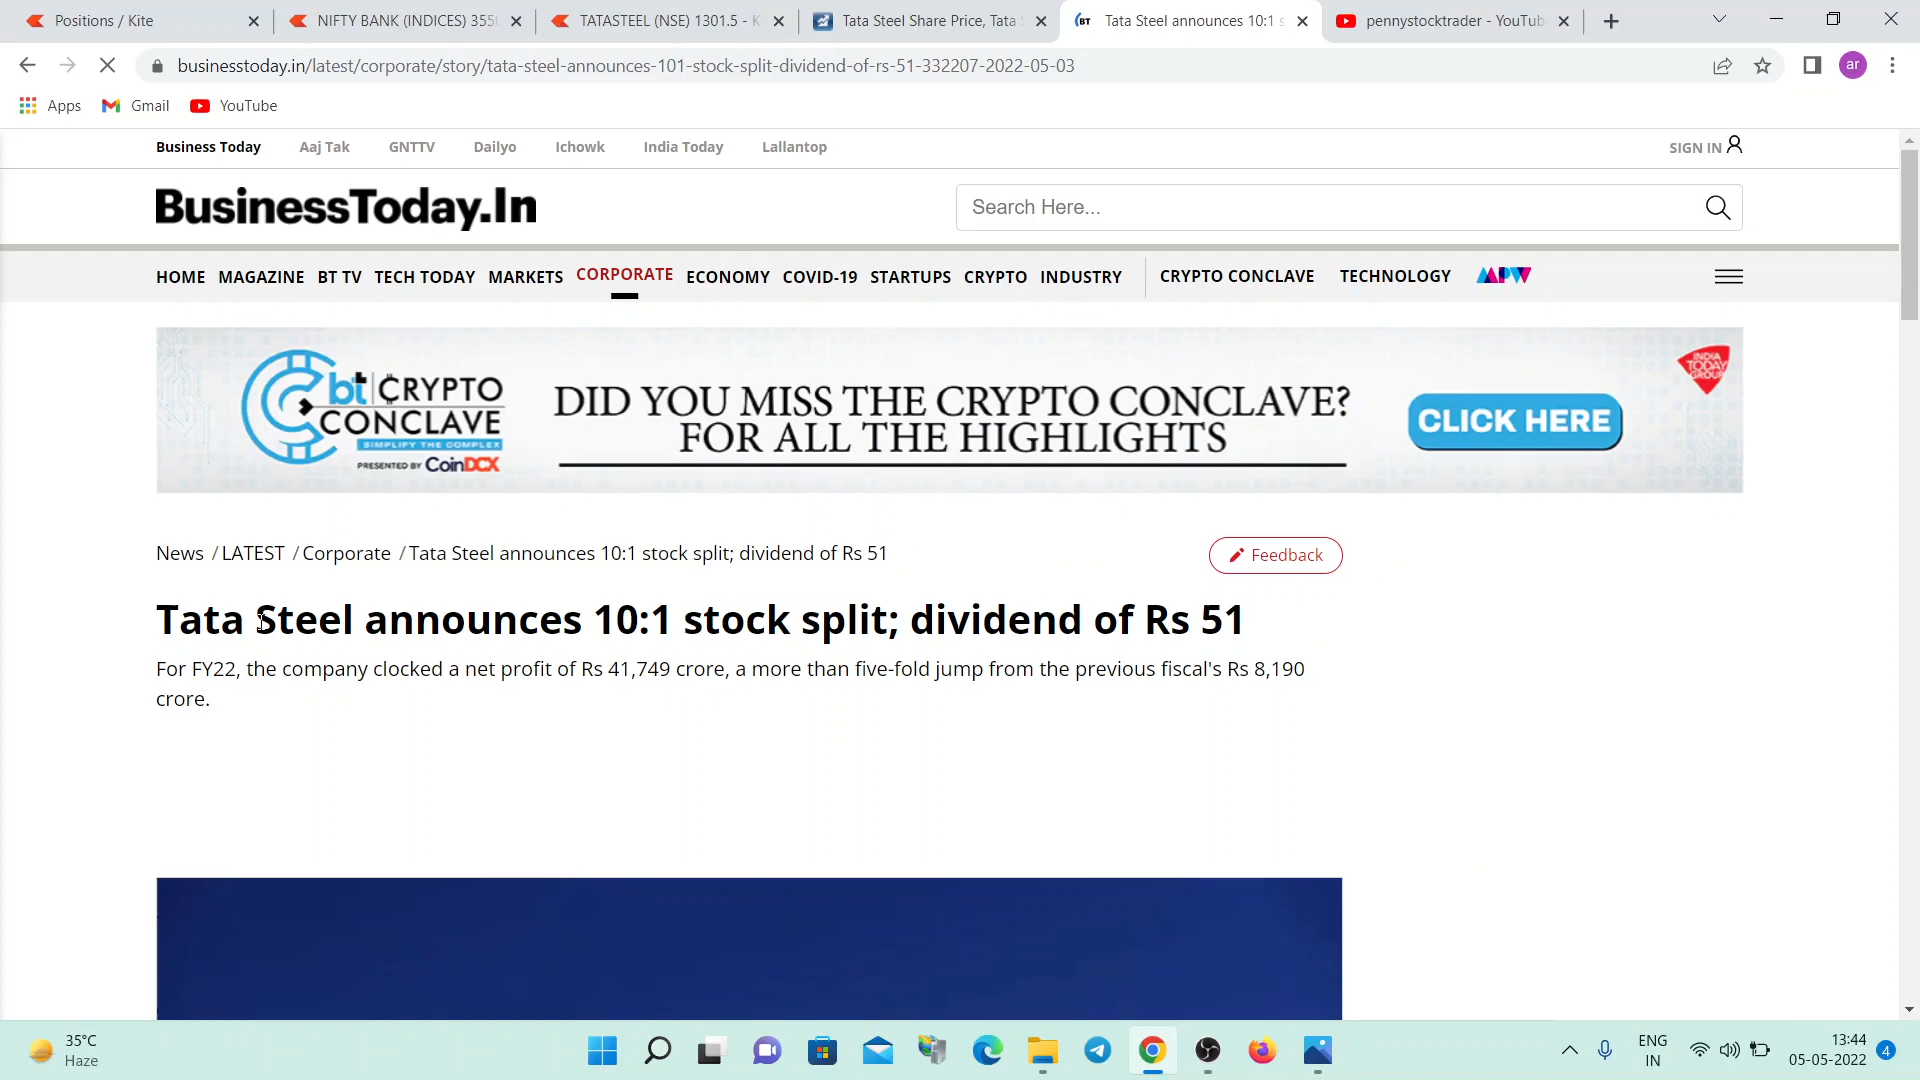 Positions / Kite
NIFTY BANK (INDICES) 355
TATASTEEL (NSE) 1301.5 - K
Tata Steel Share Price, Tata S
BT Tata Steel announces 10:1 s
pennystocktrader - YouTub
businesstoday.in/latest/corporate/story/tata-steel-announces-101-stock-split-dividend-of-rs-51-332207-2022-05-03
ar
Apps Gmail YouTube
Business Today Aaj Tak GNTTV Dailyo Ichowk India Today Lallantop SIGN IN
BusinessToday.In
Search Here...
HOME MAGAZINE BT TV TECH TODAY MARKETS CORPORATE ECONOMY COVID-19 STARTUPS CRYPTO INDUSTRY CRYPTO CONCLAVE TECHNOLOGY
bt CRYPTO
CONCLAVE
SIMPLIFY THE COMPLEX
PRESENTED BY CoinDCX
DID YOU MISS THE CRYPTO CONCLAVE?
FOR ALL THE HIGHLIGHTS
CLICK HERE
INDIA
TODAY
GROUP
News / LATEST / Corporate / Tata Steel announces 10:1 stock split; dividend of Rs 51
Feedback
Tata Steel announces 10:1 stock split; dividend of Rs 51
For FY22, the company clocked a net profit of Rs 41,749 crore, a more than five-fold jump from the previous fiscal's Rs 8,190
crore.
35°C
Haze
ENG
IN
13:44
05-05-2022
4